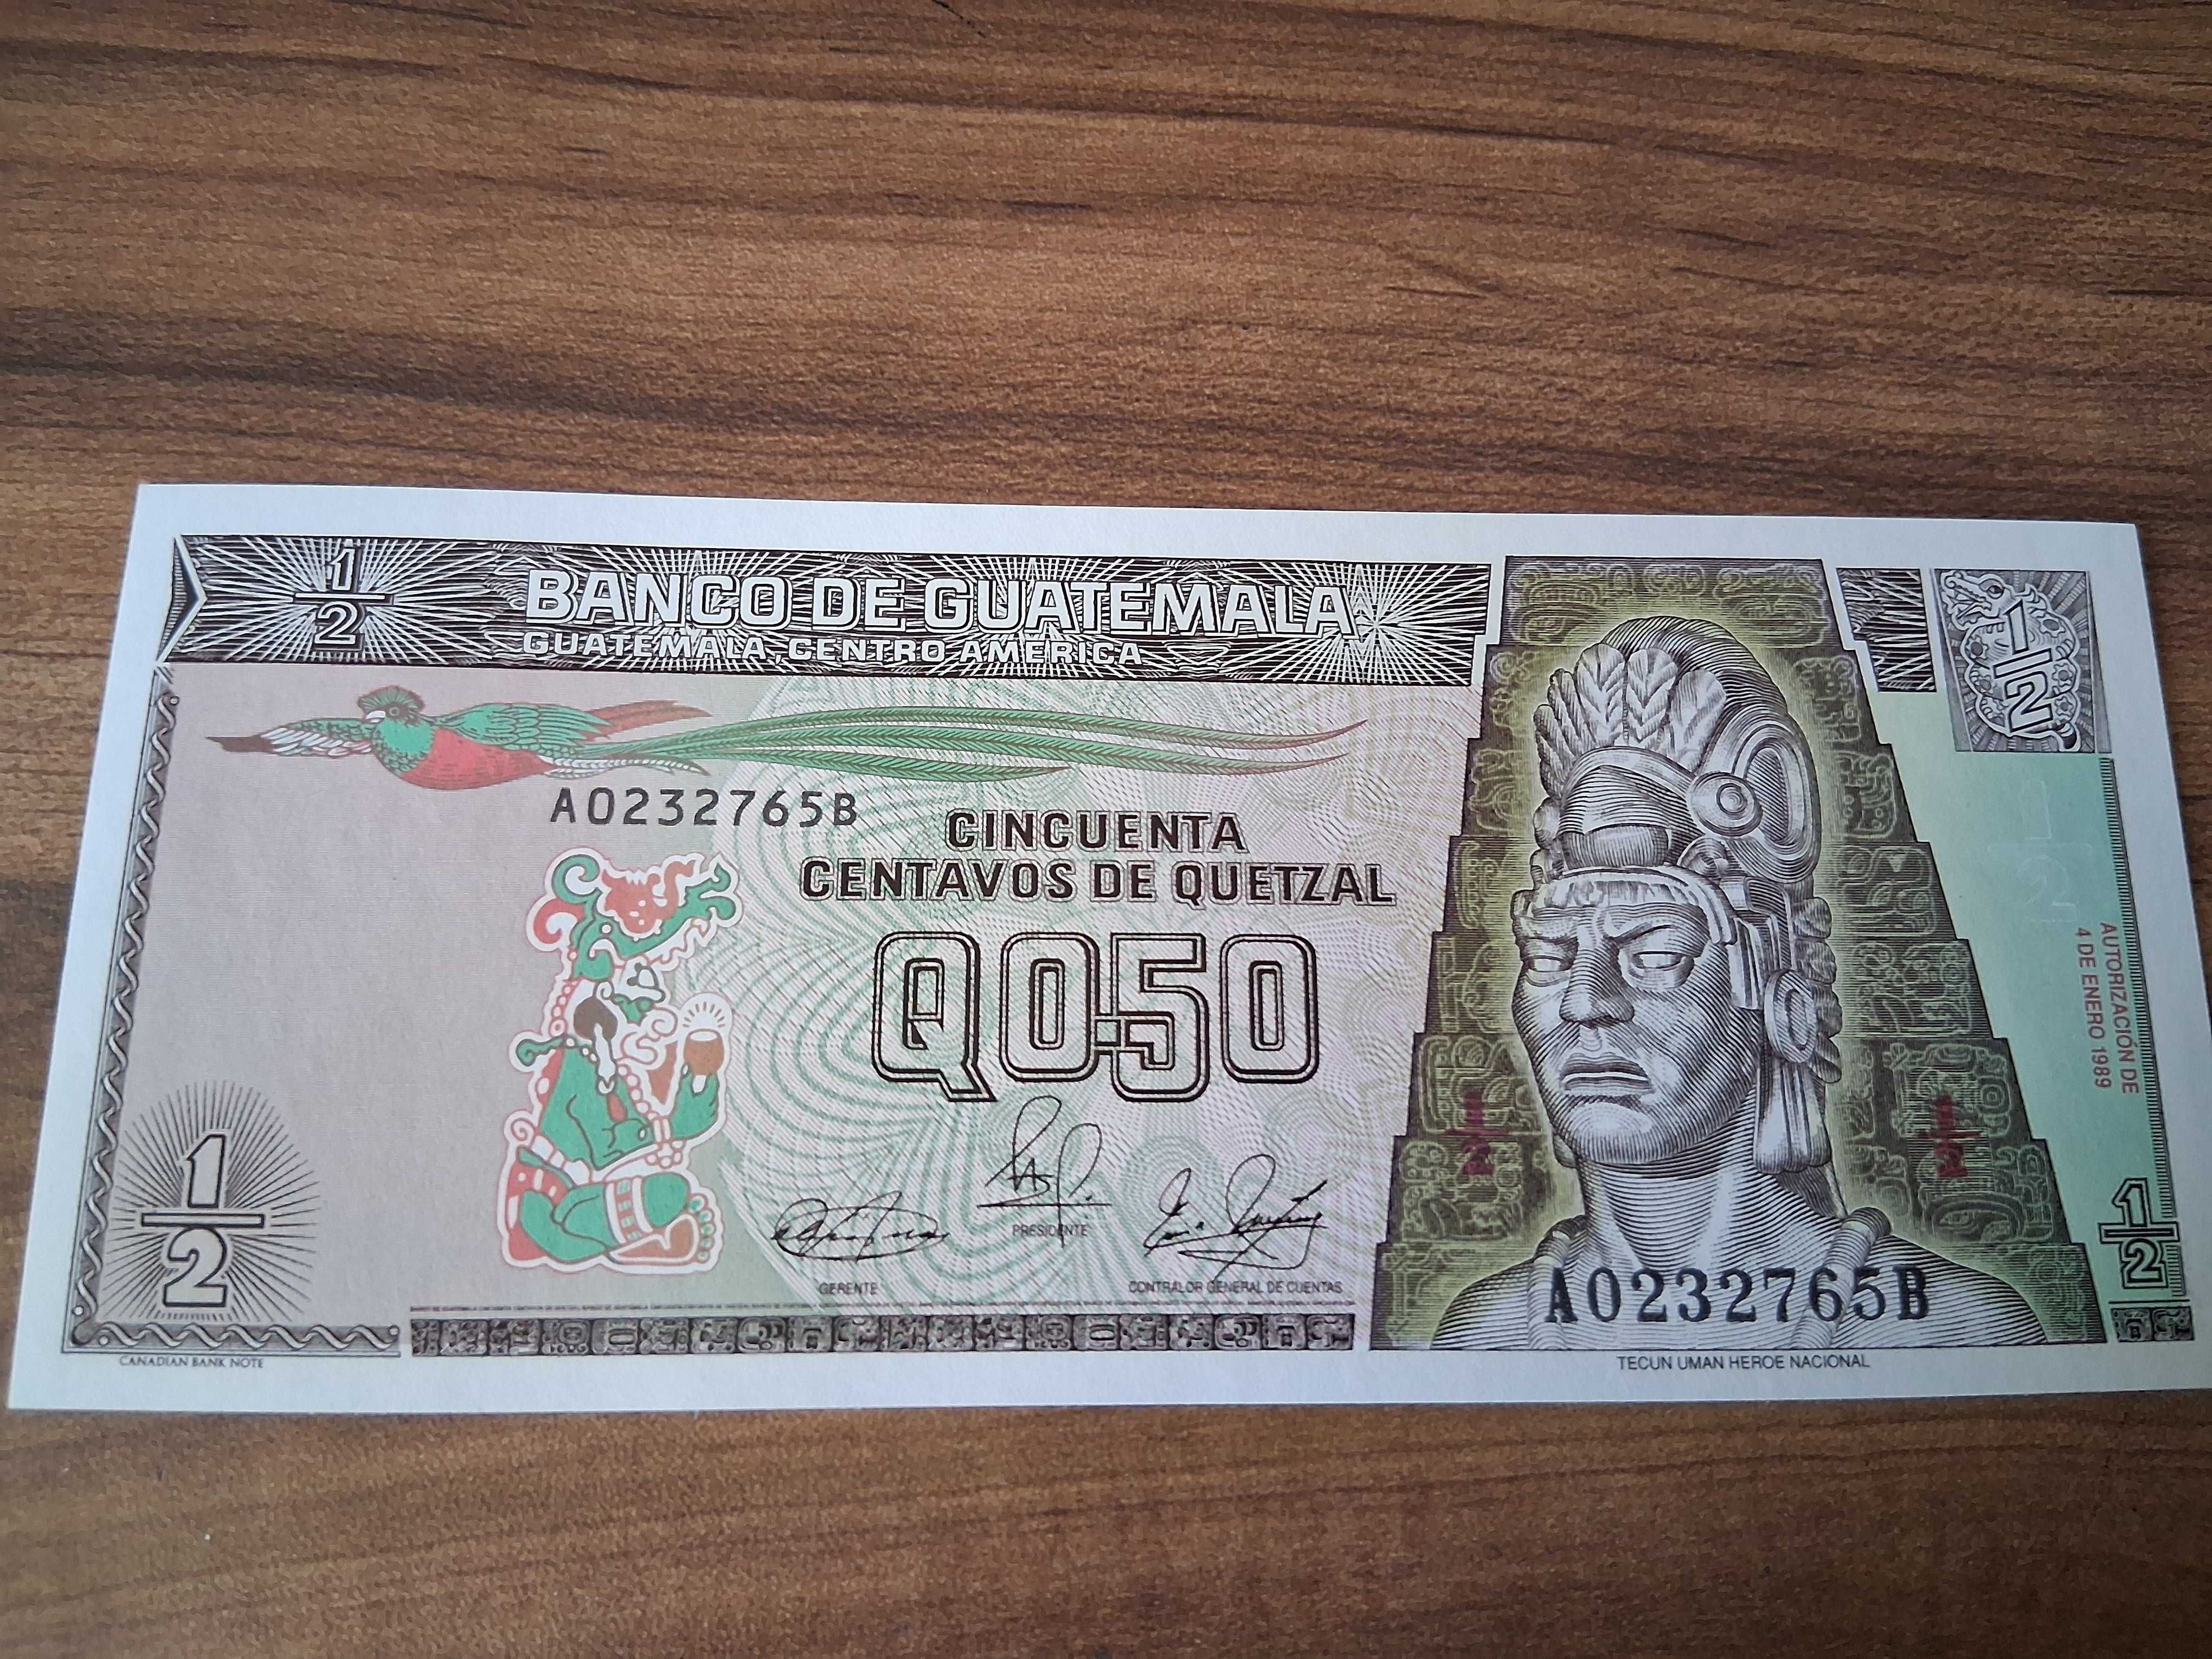 1/2
BANCO DE GUATEMALA
GUATEMALA, CENTRO AMERICA
1/2
A0232765B
CINCUENTA
CENTAVOS DE QUETZAL
Q0.50
AUTORIZACIÓN DE
4 DE ENERO 1989
1/2
PRESIDENTE
GERENTE
CONTRALOR GENERAL DE CUENTAS
1/2
A0232765B
CANADIAN BANK NOTE
TECUN UMAN HEROE NACIONAL